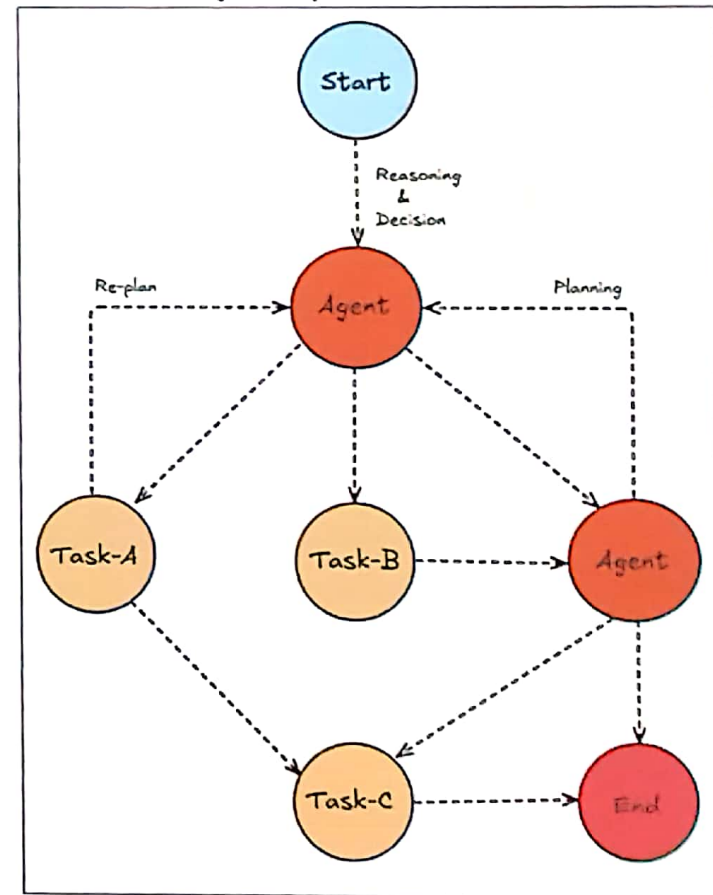 Start
Reasoning
&
Decision
Re-plan
Agent
Planning
Task-A
Task-B
Agent
Task-C
End